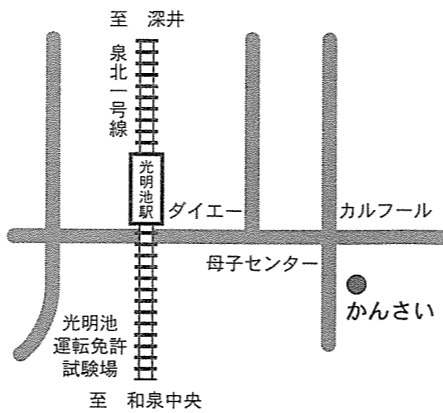 至 深井
泉北一号線
光明池駅
ダイエー
カルフール
母子センター
かんさい
光明池
運転免許
試験場
至 和泉中央